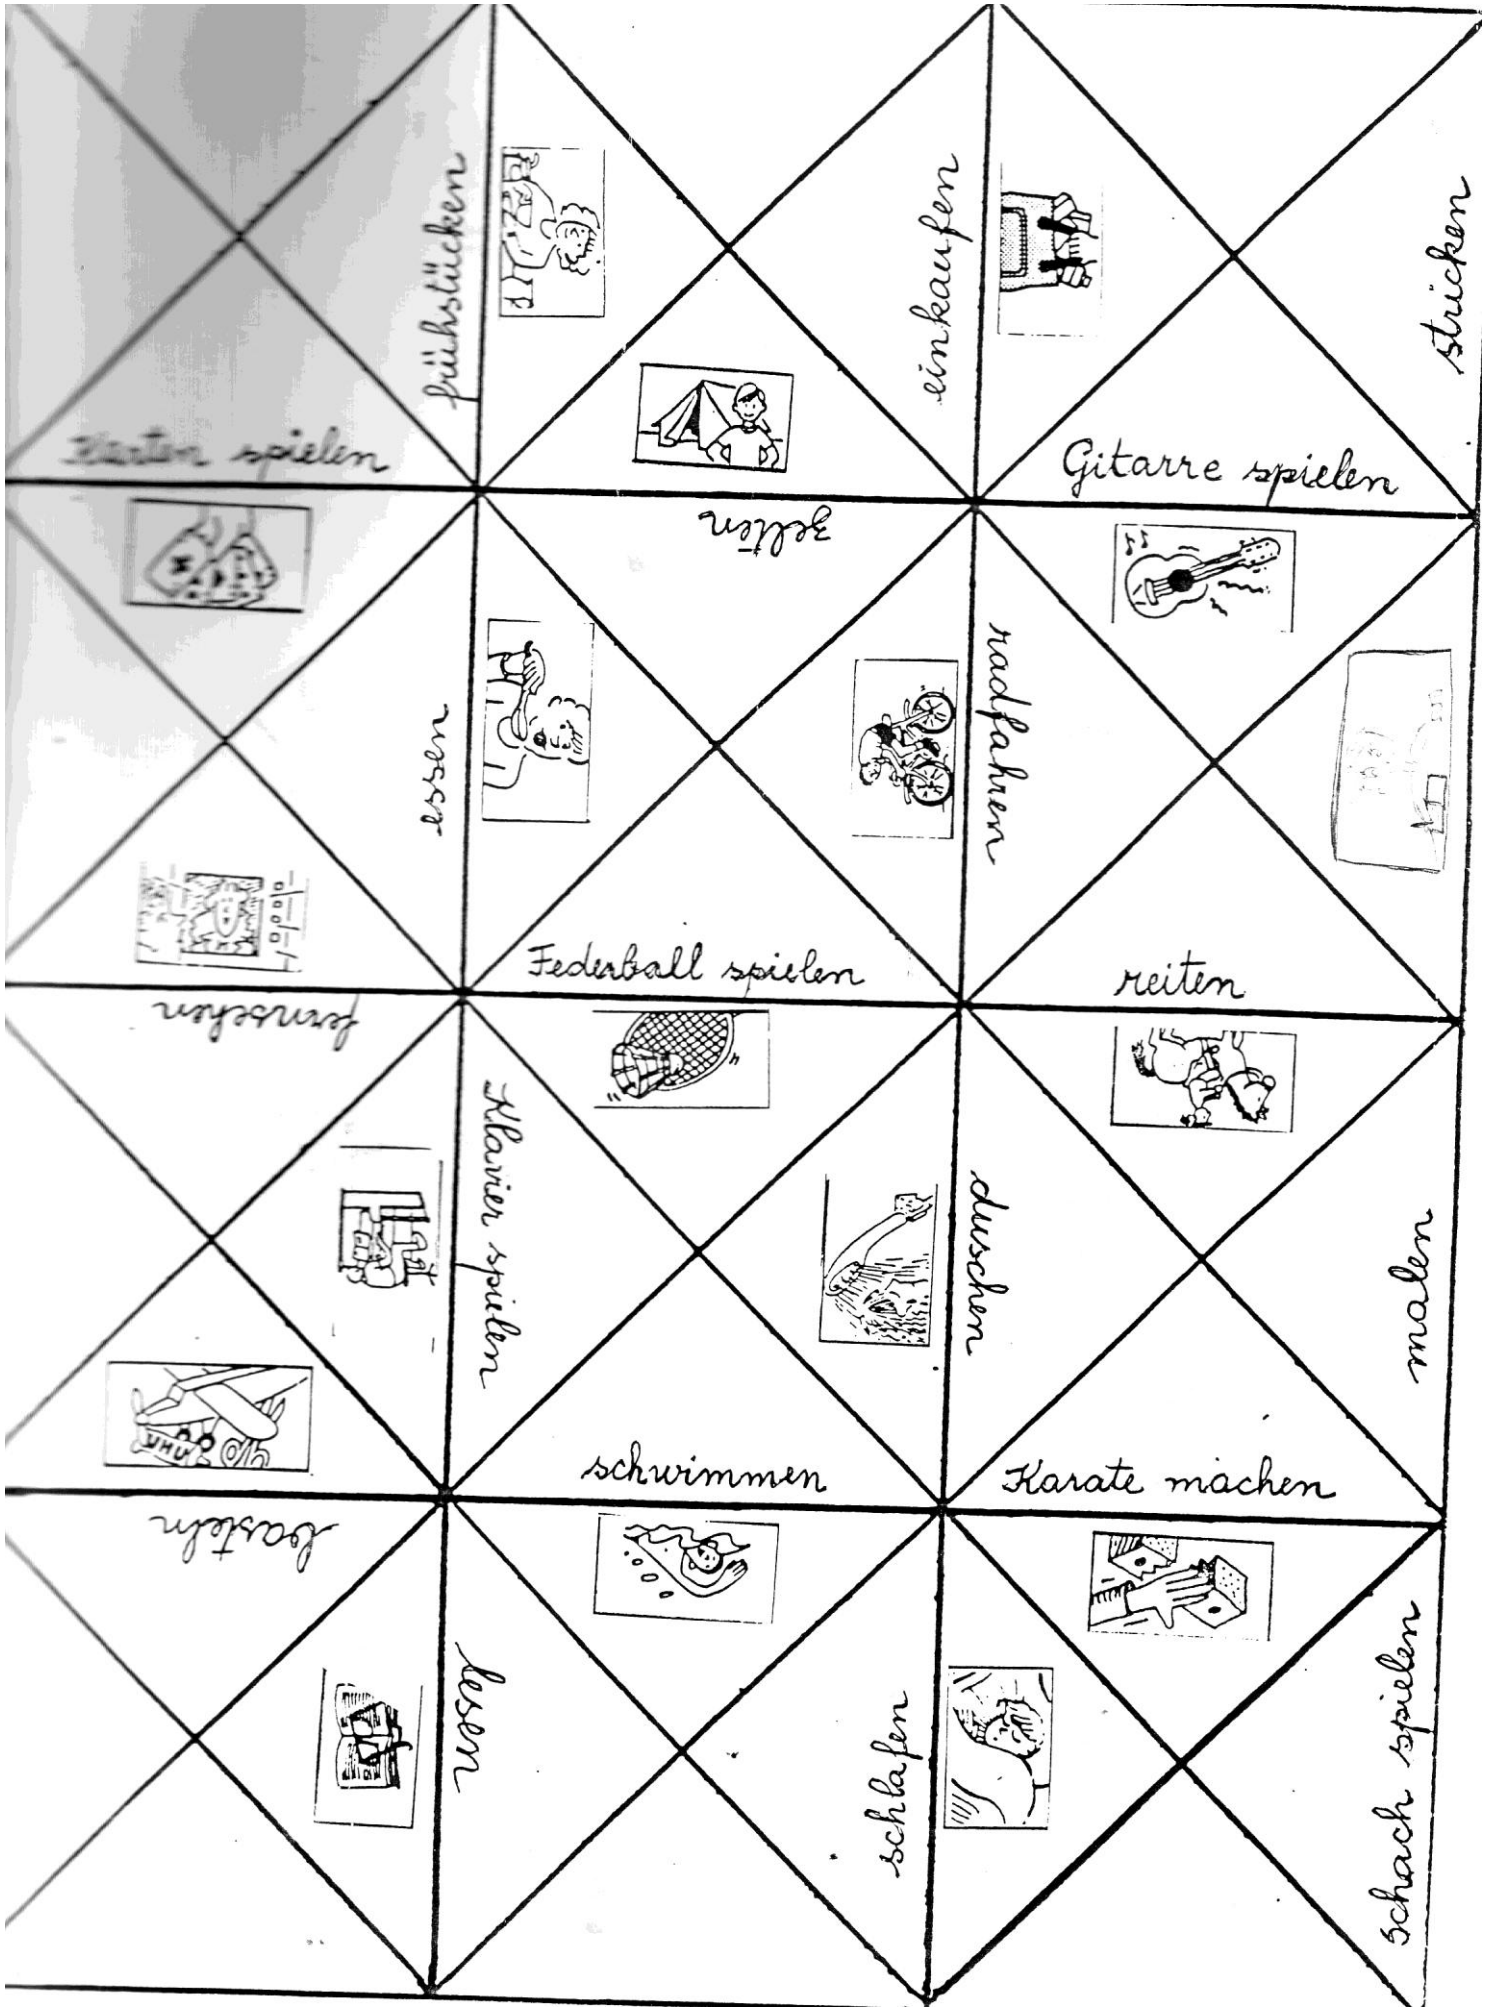 frühstücken
einkaufen
stricken
Karten spielen
Gitarre spielen
zelten
radfahren
essen
Federball spielen
reiten
fernsehen
Klavier spielen
duschen
malen
schwimmen
Karate machen
basteln
lesen
schlafen
schach spielen